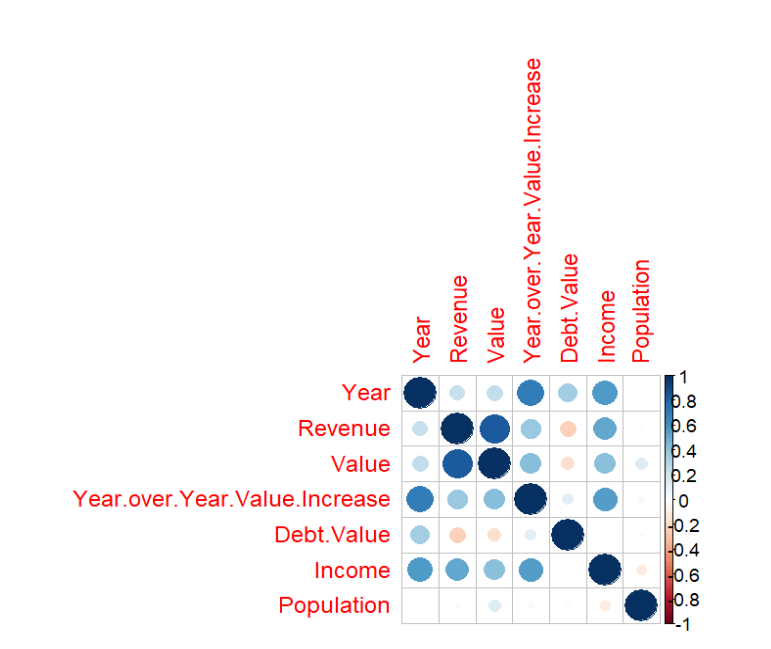 Year
Revenue
Value
Year.over.Year.Value.Increase
Debt.Value
Income
Population
Year
Revenue
Value
Year.over.Year.Value.Increase
Debt.Value
Income
Population
1
0.8
0.6
0.4
0.2
0
-0.2
-0.4
-0.6
-0.8
-1